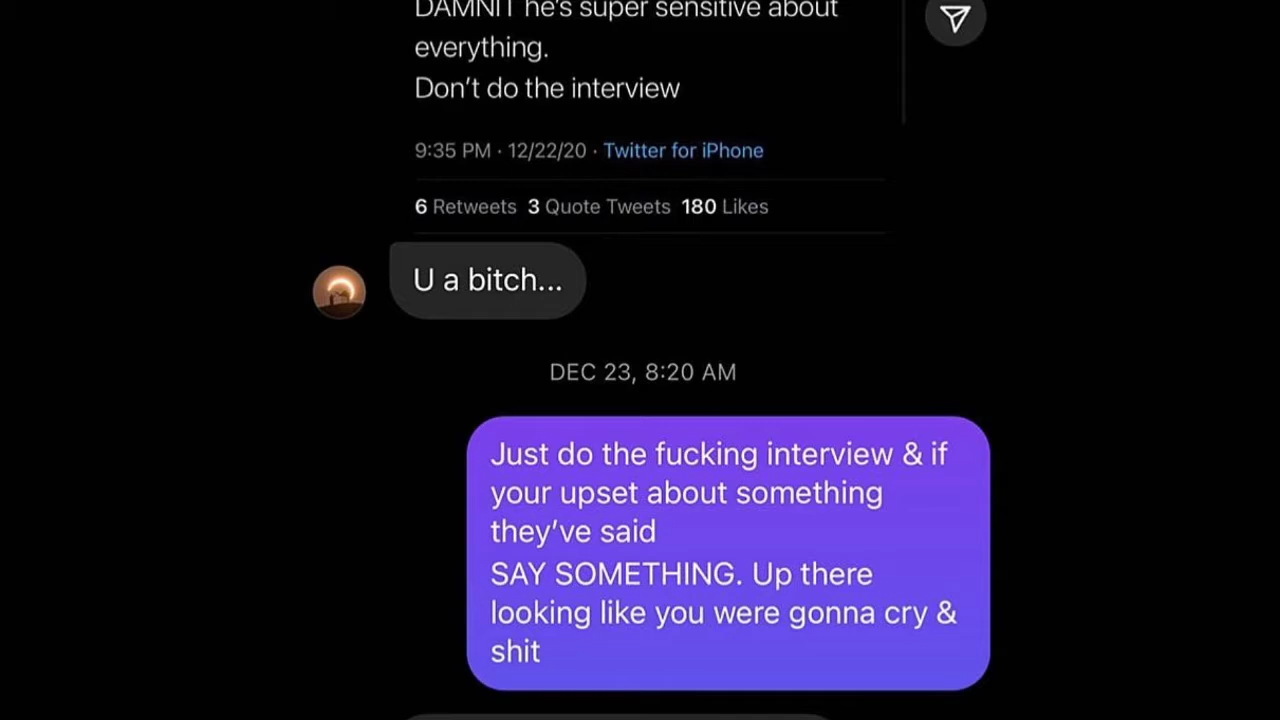 DAMNIT he's super sensitive about
everything.
Don't do the interview
9:35 PM · 12/22/20 · Twitter for iPhone
6 Retweets 3 Quote Tweets 180 Likes
U a bitch...
DEC 23, 8:20 AM
Just do the fucking interview & if
your upset about something
they've said
SAY SOMETHING. Up there
looking like you were gonna cry &
shit